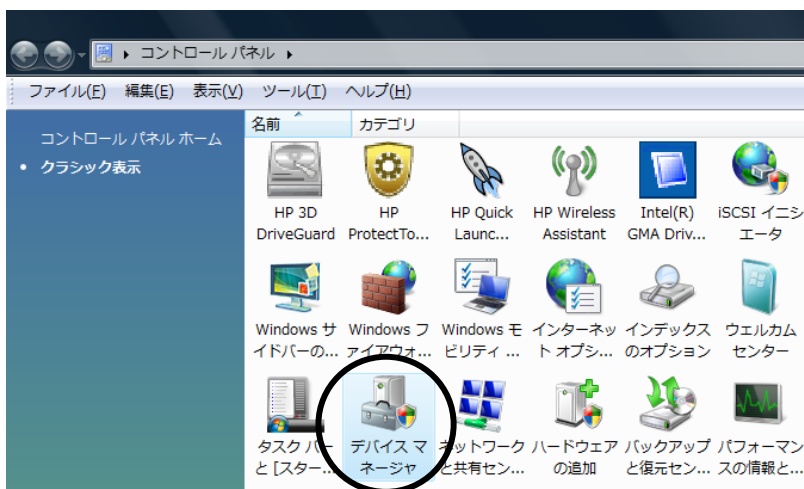 コントロール パネル
ファイル(F) 編集(E) 表示(V) ツール(T) ヘルプ(H)
コントロール パネル ホーム
クラシック表示
名前 カテゴリ
HP 3D DriveGuard
HP ProtectTo...
HP Quick Launc...
HP Wireless Assistant
Intel(R) GMA Driv...
iSCSI イニシエータ
Windows サイドバーの...
Windows ファイアウォ...
Windows モビリティ ...
インターネット オプシ...
インデックスのオプション
ウェルカム センター
タスク バーと [スター...
デバイス マネージャ
ネットワークと共有セン...
ハードウェアの追加
バックアップと復元セン...
パフォーマンスの情報と...